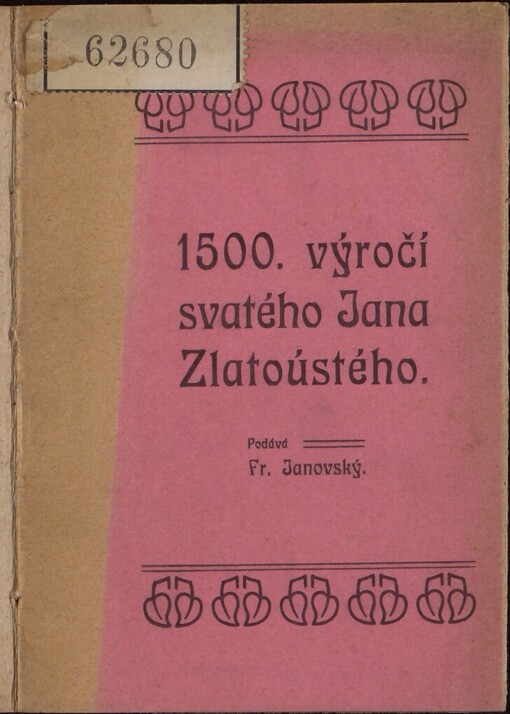 62680
1500. výročí
svatého Jana
Zlatoústého.
Podává
Fr. Janovský.